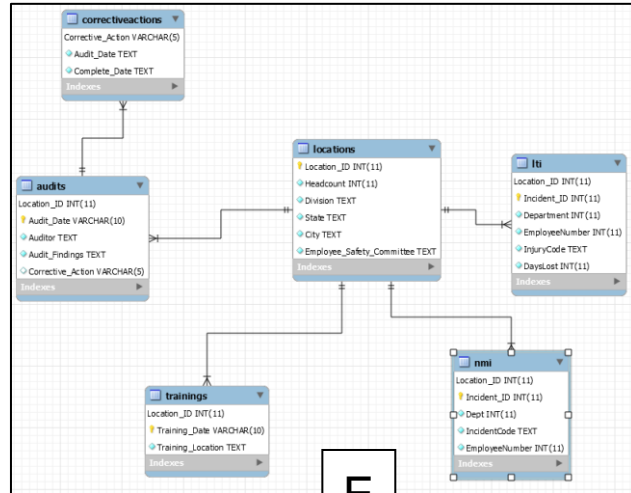 correctiveactions
Corrective_Action VARCHAR(5)
Audit_Date TEXT
Complete_Date TEXT
Indexes
audits
Location_ID INT(11)
Audit_Date VARCHAR(10)
Auditor TEXT
Audit_Findings TEXT
Corrective_Action VARCHAR(5)
Indexes
locations
Location_ID INT(11)
Headcount INT(11)
Division TEXT
State TEXT
City TEXT
Employee_Safety_Committee TEXT
Indexes
lti
Location_ID INT(11)
Incident_ID INT(11)
Department INT(11)
EmployeeNumber INT(11)
InjuryCode TEXT
DaysLost INT(11)
Indexes
trainings
Location_ID INT(11)
Training_Date VARCHAR(10)
Training_Location TEXT
Indexes
nmi
Location_ID INT(11)
Incident_ID INT(11)
Dept INT(11)
IncidentCode TEXT
EmployeeNumber INT(11)
Indexes